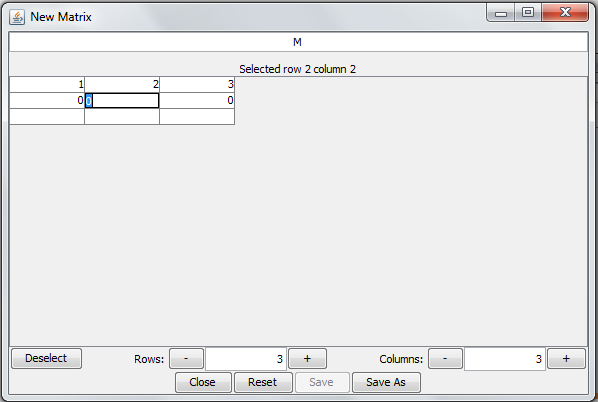 New Matrix
M
Selected row 2 column 2
1 2 3
0 0 0
Deselect Rows: - 3 + Columns: - 3 +
Close Reset Save Save As